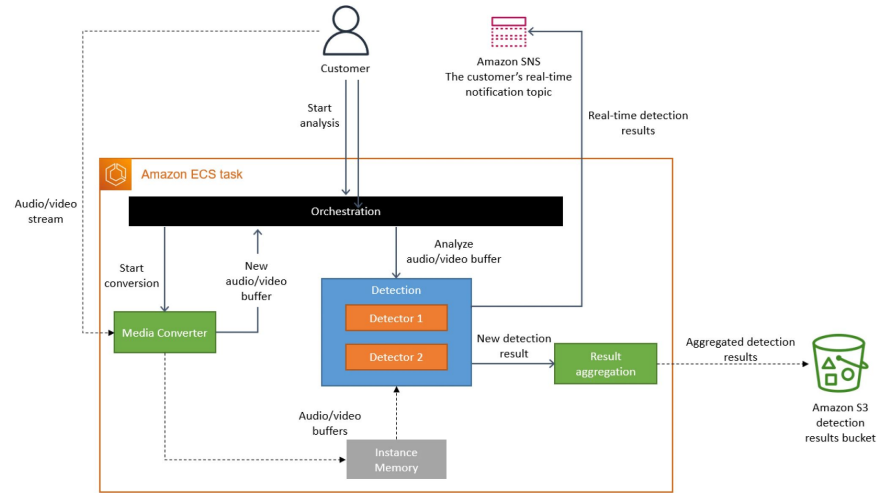 Customer
Amazon SNS
The customer's real-time
notification topic
Start
analysis
Real-time detection
results
Amazon ECS task
Audio/video
stream
Orchestration
Start
conversion
New
audio/video
buffer
Analyze
audio/video buffer
Detection
Detector 1
Detector 2
Media Converter
New detection
result
Result
aggregation
Aggregated detection
results
Amazon S3
detection
results bucket
Audio/video
buffers
Instance
Memory